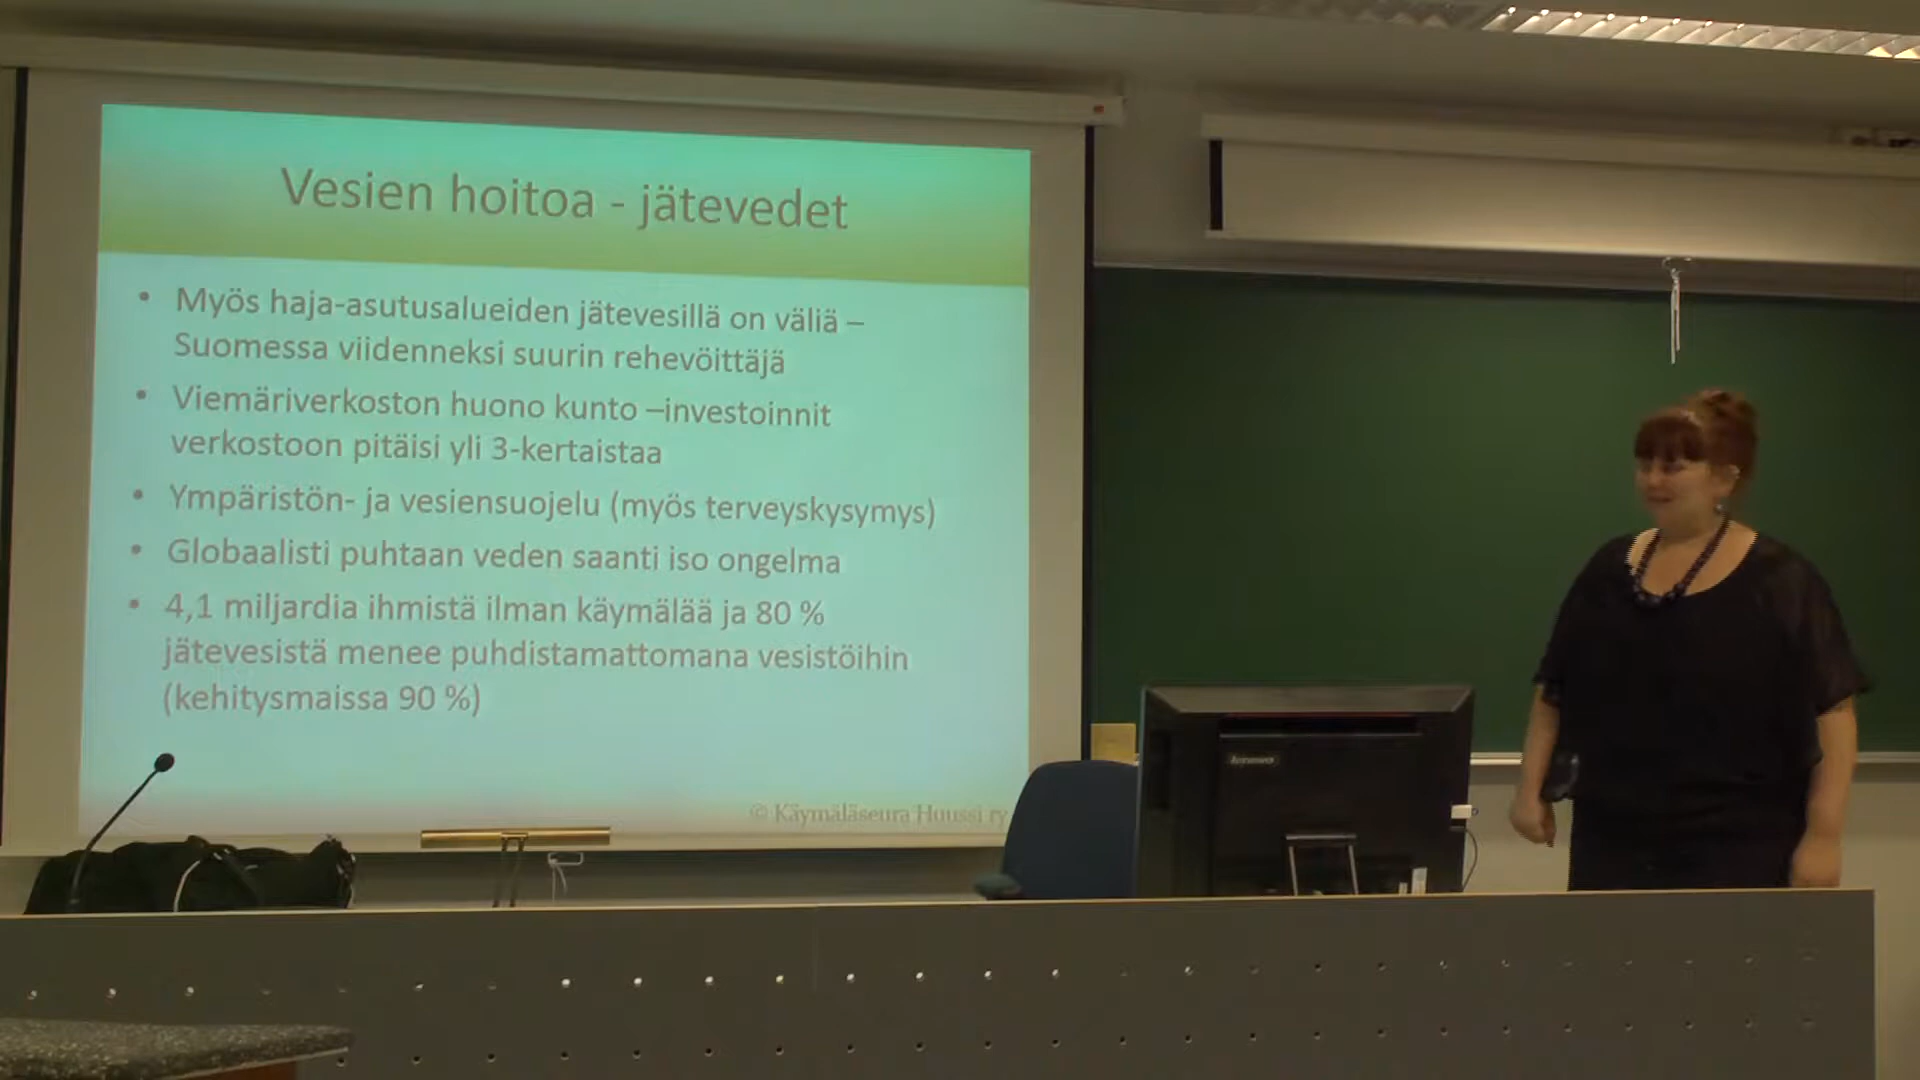 Vesien hoitoa - jätevedet
• Myös haja-asutusalueiden jätevesillä on väliä –
Suomessa viidenneksi suurin rehevöittäjä
• Viemäriverkoston huono kunto –investoinnit
verkostoon pitäisi yli 3-kertaistaa
• Ympäristön- ja vesiensuojelu (myös terveyskysymys)
• Globaalisti puhtaan veden saanti iso ongelma
• 4,1 miljardia ihmistä ilman käymälää ja 80 %
jätevesistä menee puhdistamattomana vesistöihin
(kehitysmaissa 90 %)
© Käymäläseura Huussi ry
lenovo